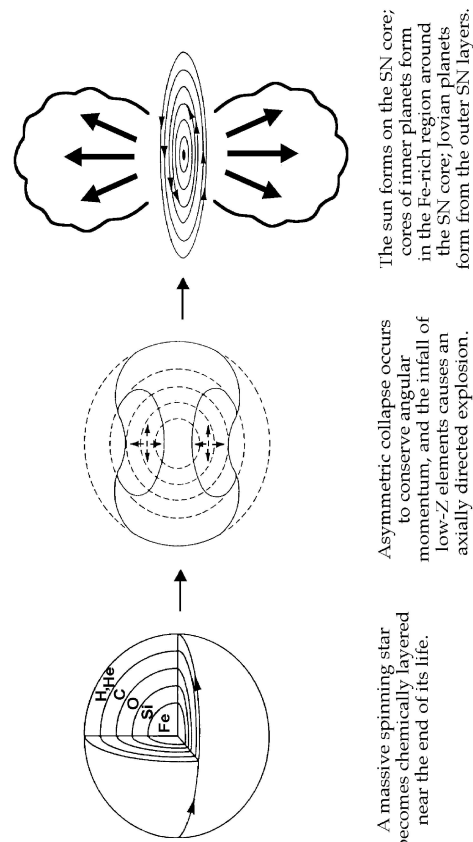 H,He
C
O
Si
Fe
A massive spinning star
becomes chemically layered
near the end of its life.
Asymmetric collapse occurs
to conserve angular
momentum, and the infall of
low-Z elements causes an
axially directed explosion.
The sun forms on the SN core;
cores of inner planets form
in the Fe-rich region around
the SN core; Jovian planets
form from the outer SN layers.